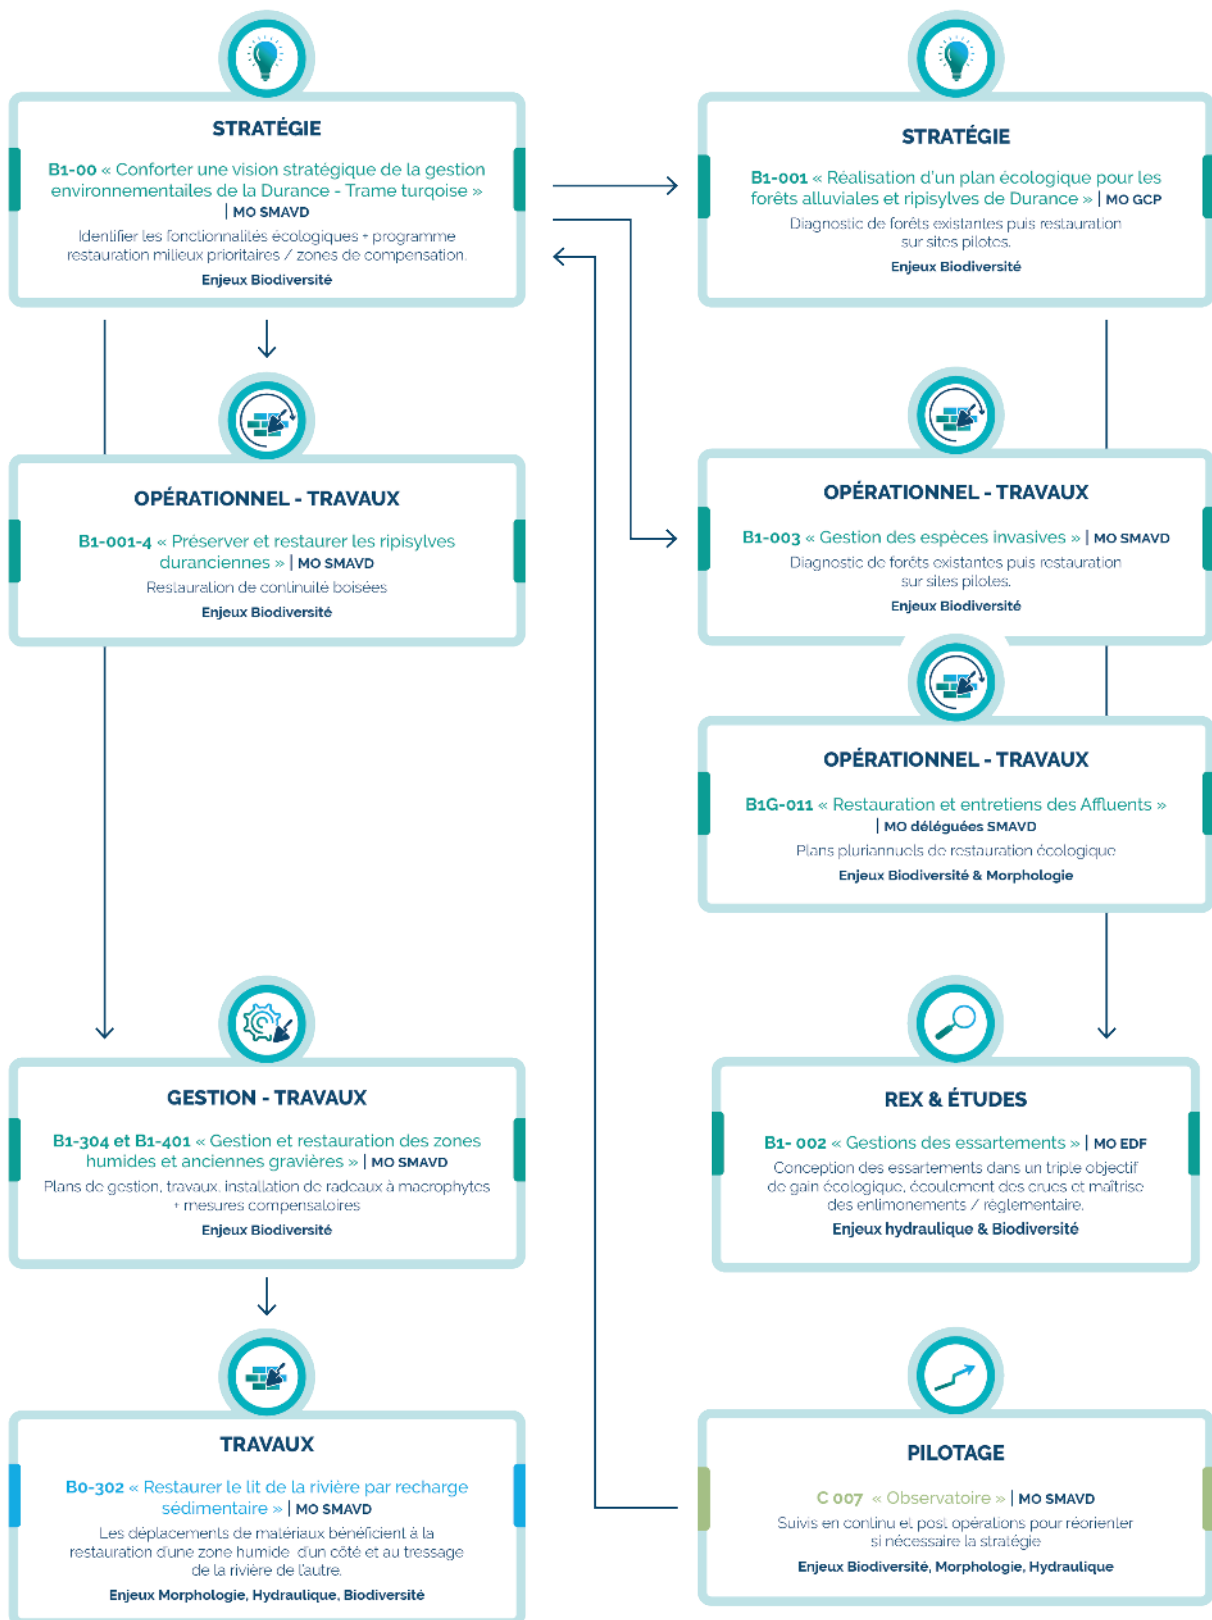 STRATÉGIE
B1-00 « Conforter une vision stratégique de la gestion
environnementailes de la Durance - Trame turqoise »
| MO SMAVD
Identifier les fonctionnalités écologiques + programme
restauration milieux prioritaires / zones de compensation.
Enjeux Biodiversité
STRATÉGIE
B1-001 « Réalisation d'un plan écologique pour les
forêts alluviales et ripisylves de Durance » | MO GCP
Diagnostic de forêts existantes puis restauration
sur sites pilotes.
Enjeux Biodiversité
OPÉRATIONNEL - TRAVAUX
B1-001-4 « Préserver et restaurer les ripisylves
duranciennes » | MO SMAVD
Restauration de continuité boisées
Enjeux Biodiversité
OPÉRATIONNEL - TRAVAUX
B1-003 « Gestion des espèces invasives » | MO SMAVD
Diagnostic de forêts existantes puis restauration
sur sites pilotes.
Enjeux Biodiversité
OPÉRATIONNEL - TRAVAUX
B1G-011 « Restauration et entretiens des Affluents »
| MO déléguées SMAVD
Plans pluriannuels de restauration écologique
Enjeux Biodiversité & Morphologie
GESTION - TRAVAUX
B1-304 et B1-401 « Gestion et restauration des zones
humides et anciennes gravières » | MO SMAVD
Plans de gestion, travaux, installation de radeaux à macrophytes
+ mesures compensaloires
Enjeux Biodiversité
REX & ÉTUDES
B1- 002 « Gestions des essartements » | MO EDF
Conception des essartements dans un triple objectif
de gain écologique, écoulement des crues et maîtrise
des enlimonements / règlementaire.
Enjeux hydraulique & Biodiversité
TRAVAUX
B0-302 « Restaurer le lit de la rivière par recharge
sédimentaire » | MO SMAVD
Les déplacements de matériaux bénéficient à la
restauration d'une zone humide d'un côté et au tressage
de la rivière de l'autre.
Enjeux Morphologie, Hydraulique, Biodiversité
PILOTAGE
C 007 « Observatoire » | MO SMAVD
Suivis en continu et post opérations pour réorienter
si nécessaire la stratégie
Enjeux Biodiversité, Morphologie, Hydraulique